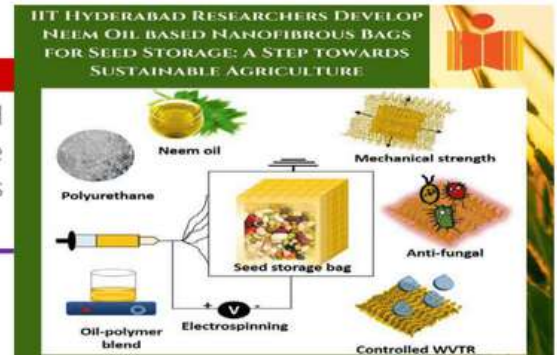 IIT HYDERABAD RESEARCHERS DEVELOP
NEEM OIL BASED NANOFIBROUS BAGS
FOR SEED STORAGE: A STEP TOWARDS
SUSTAINABLE AGRICULTURE
Neem oil
Mechanical strength
Polyurethane
Seed storage bag
Anti-fungal
+ V -
Oil-polymer
blend
Electrospinning
Controlled WVTR